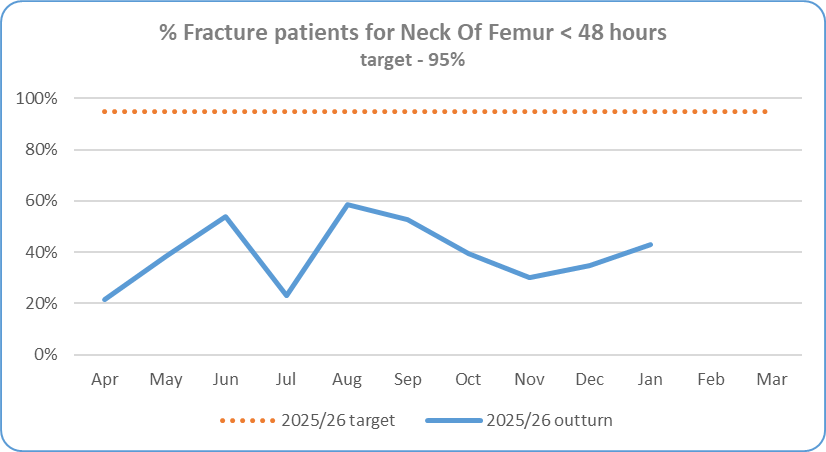 % Fracture patients for Neck Of Femur < 48 hours
target - 95%
100%
80%
60%
40%
20%
0%
Apr May Jun Jul Aug Sep Oct Nov Dec Jan Feb Mar
2025/26 target 2025/26 outturn